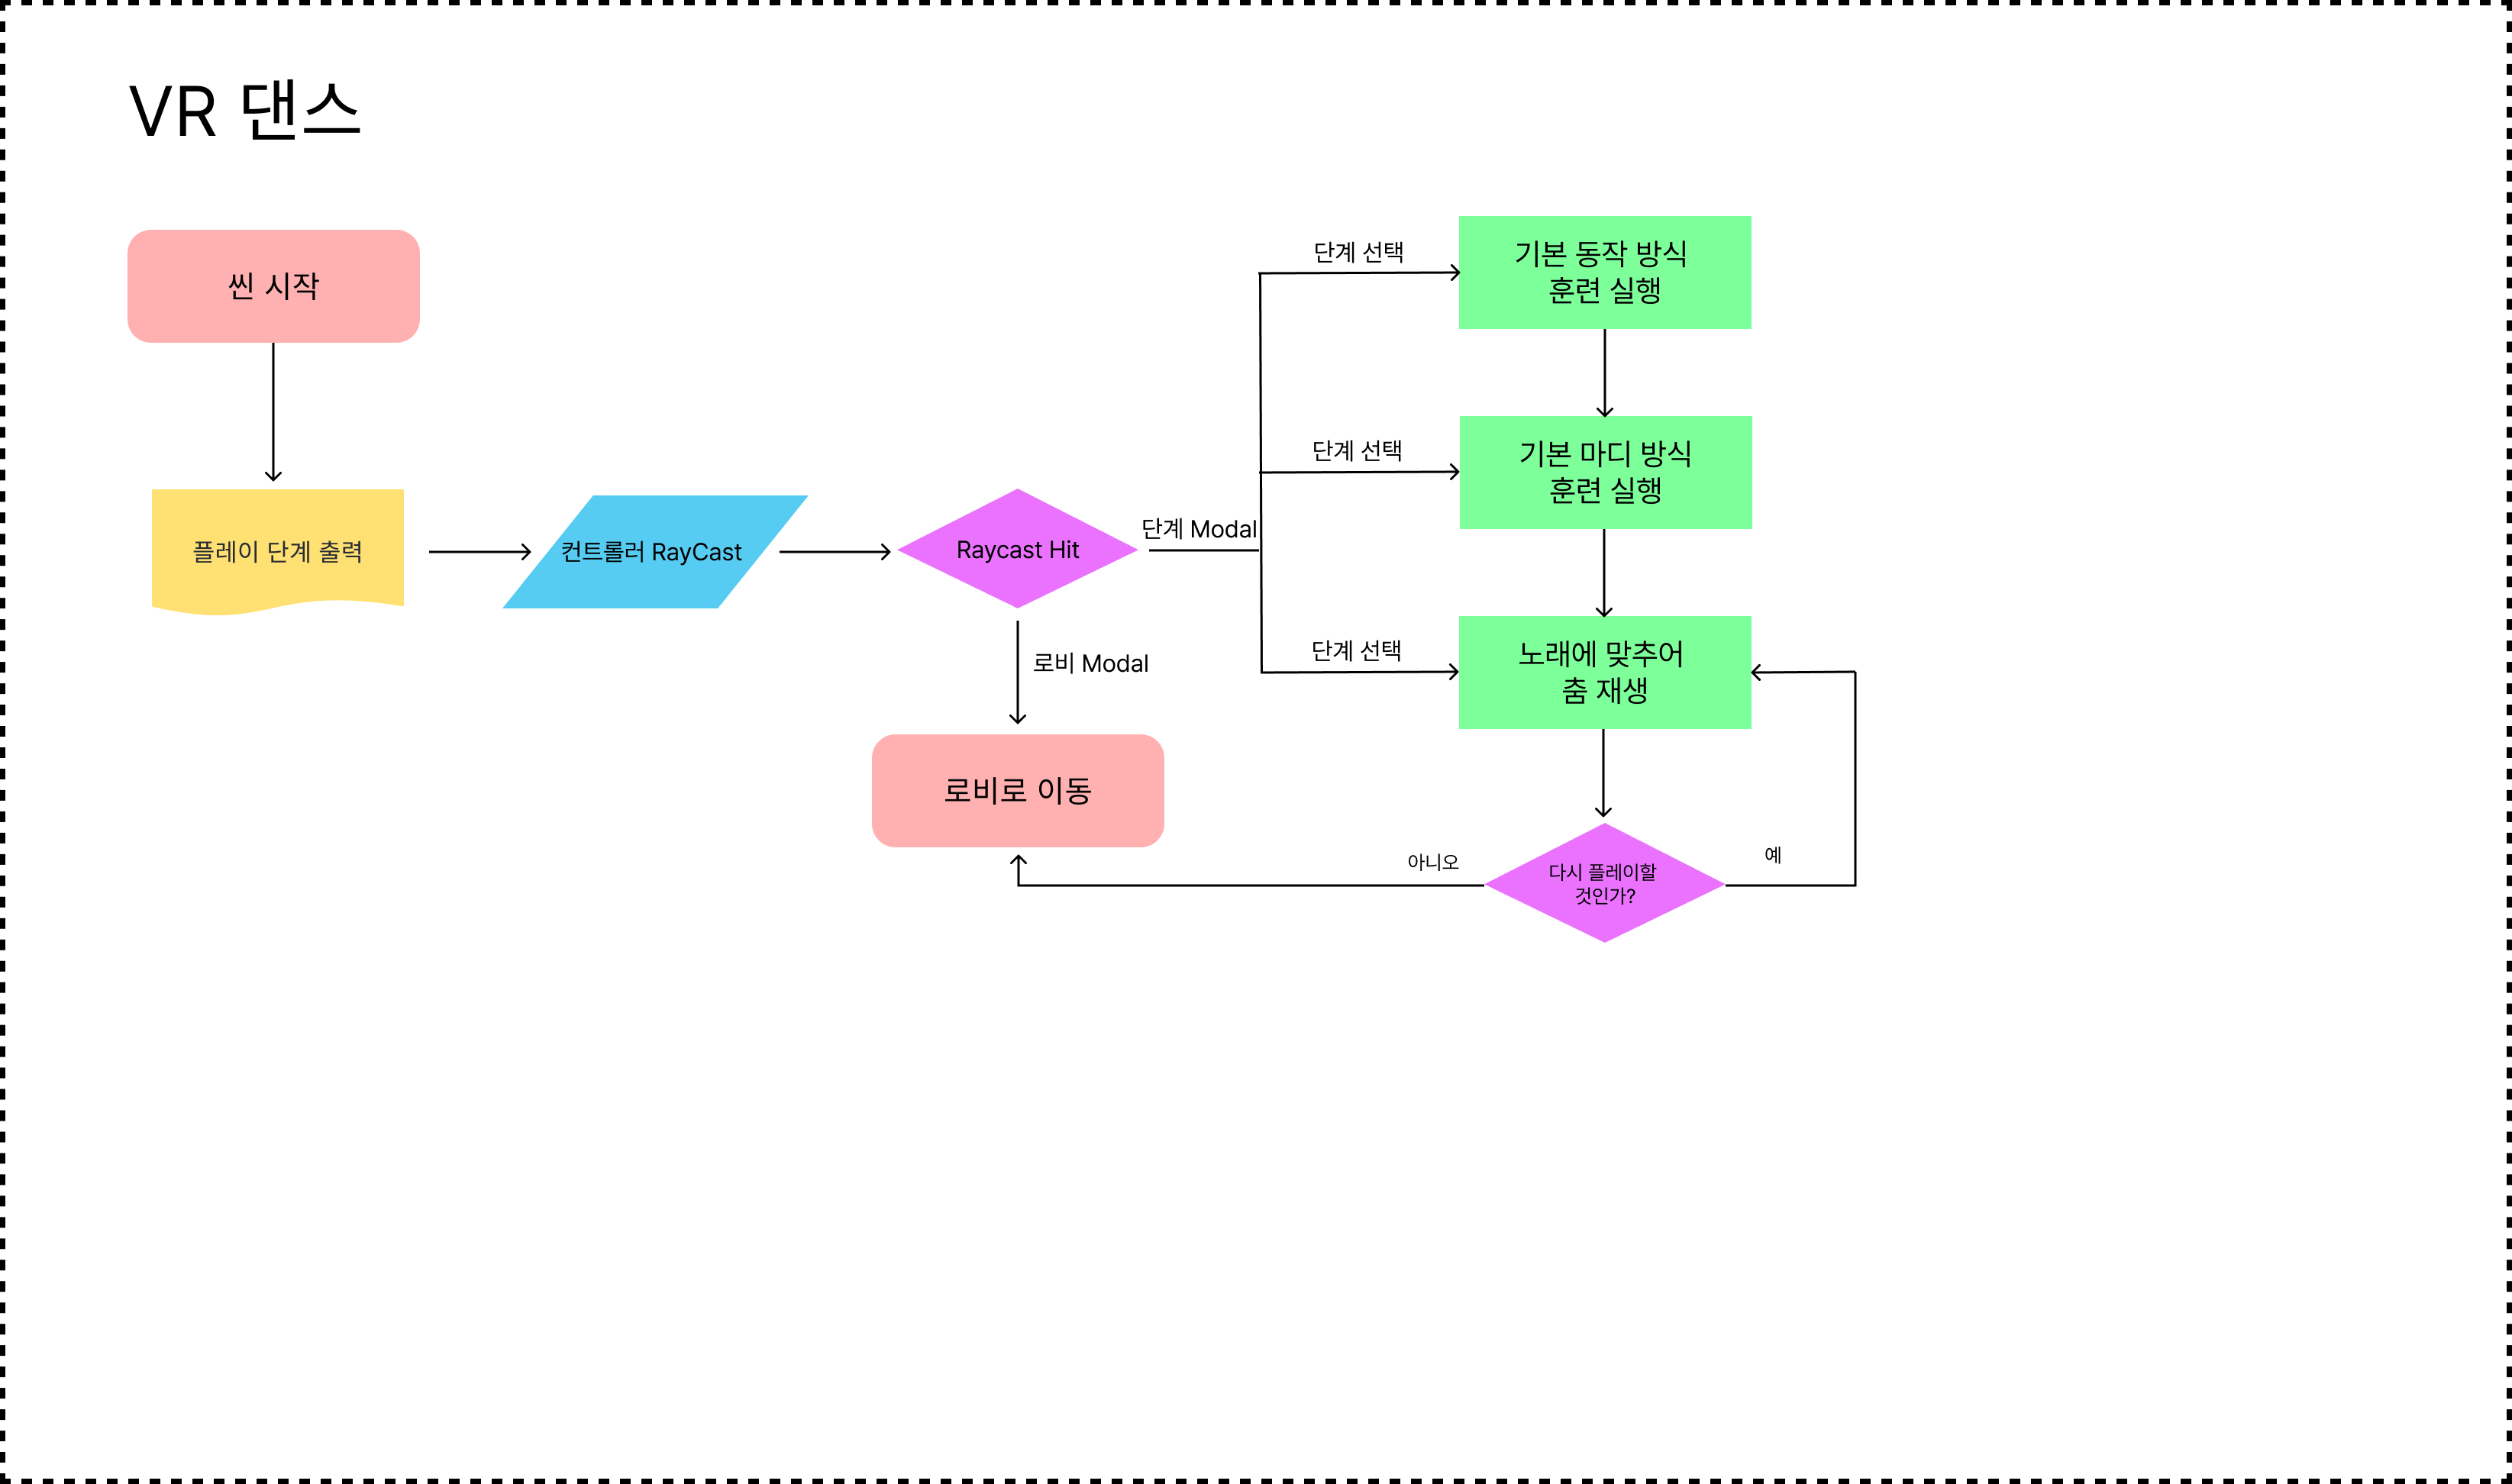 VR 댄스
씬 시작
플레이 단계 출력
컨트롤러 RayCast
Raycast Hit
단계 Modal
로비 Modal
로비로 이동
단계 선택
기본 동작 방식
훈련 실행
단계 선택
기본 마디 방식
훈련 실행
단계 선택
노래에 맞추어
춤 재생
다시 플레이할
것인가?
아니오
예